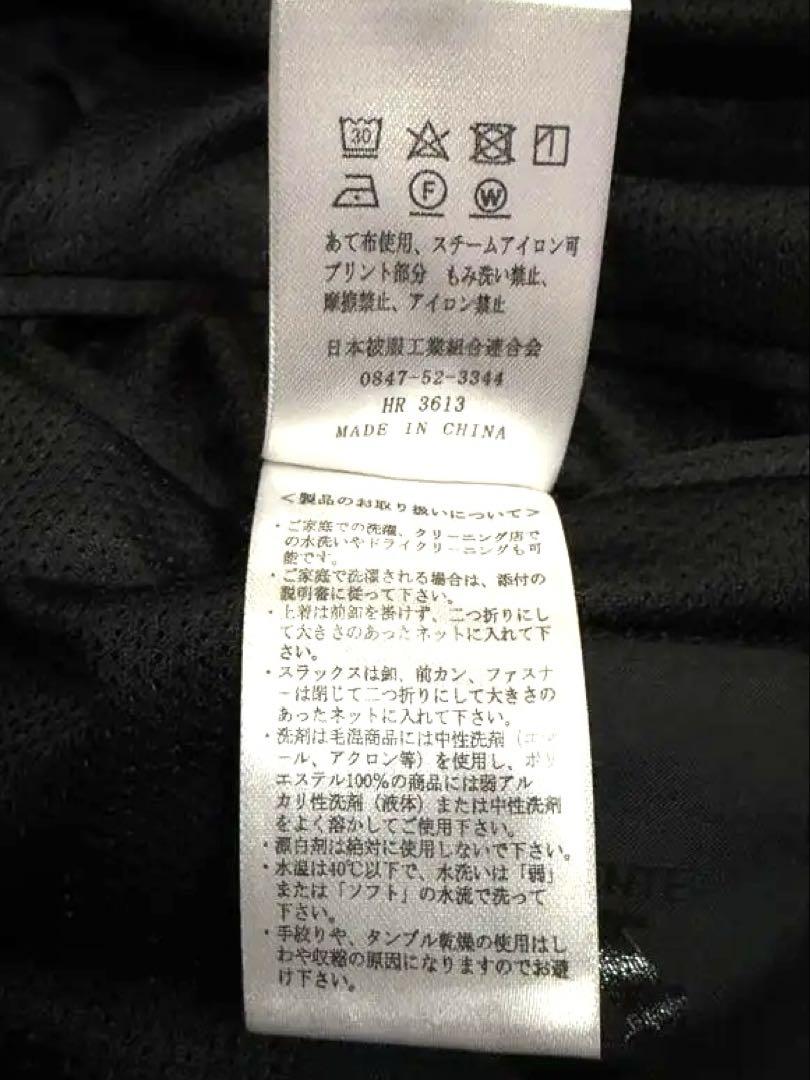 30
F
W
あて布使用、スチームアイロン可
プリント部分 もみ洗い禁止、
摩擦禁止、アイロン禁止
日本被服工業組合連合会
0847-52-3344
HR 3613
MADE IN CHINA
<製品のお取り扱いについて>
・ご家庭での洗濯、クリーニング店で
の水洗いやドライクリーニングも可
能です。
・ご家庭で洗濯される場合は、添付の
説明書に従って下さい。
・上着は前釦を掛けず、二つ折りにし
て大きさのあったネットに入れて下
さい。
・スラックスは釦、前カン、ファスナ
ーは閉じて二つ折りにして大きさの
あったネットに入れて下さい。
・洗剤は毛混商品には中性洗剤（エマ
ール、アクロン等）を使用し、ポリ
エステル100%の商品には弱アル
カリ性洗剤（液体）または中性洗剤
をよく溶かしてご使用下さい。
・漂白剤は絶対に使用しないで下さい。
・水温は40℃以下で、水洗いは「弱」
または「ソフト」の水流で洗って
下さい。
・手絞りや、タンブル乾燥の使用はし
わや収縮の原因になりますのでお避
け下さい。